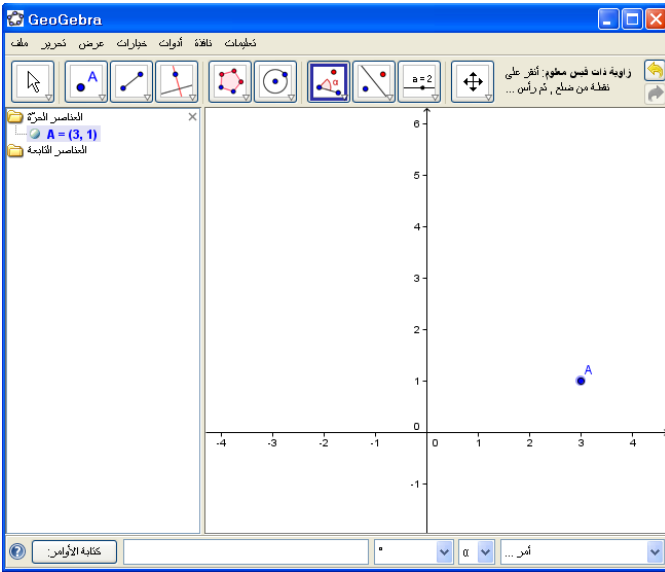 GeoGebra
ملف تحرير عرض خيارات أدوات نافذة تعليمات
A
α
a = 2
زاوية ذات قيس معلوم: أنقر على
نقطة من ضلع , ثم رأس ...
العناصر الحرّة
A = (3, 1)
العناصر التابعة
6
5
4
3
2
A
1
0
-4 -3 -2 -1 0 1 2 3 4
-1
كتابة الأوامر:
°
α
أمر ...